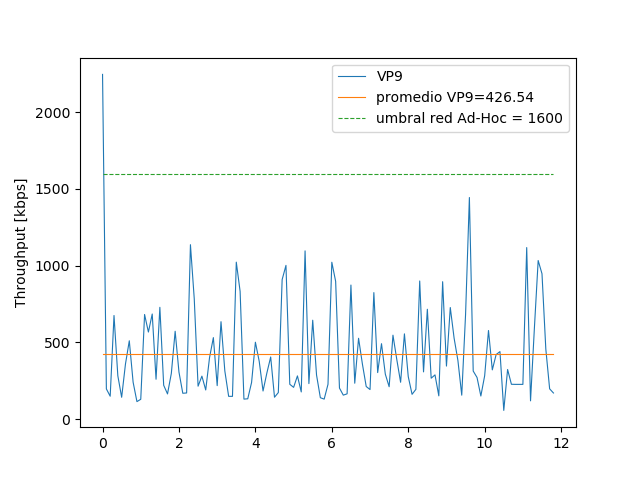 VP9
promedio VP9=426.54
umbral red Ad-Hoc = 1600
Throughput [kbps]
2000
1500
1000
500
0
0 2 4 6 8 10 12